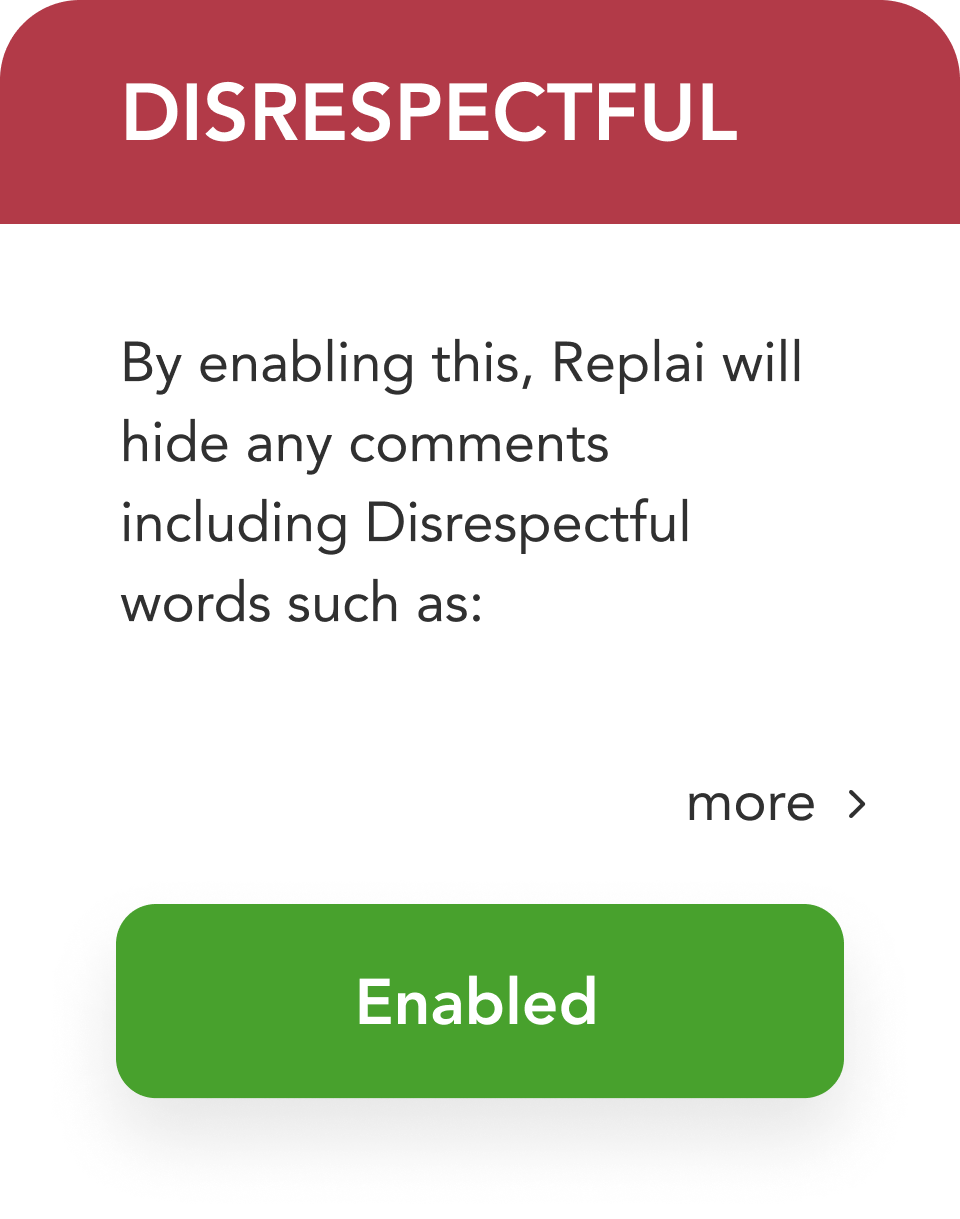 DISRESPECTFUL
By enabling this, Replai will
hide any comments
including Disrespectful
words such as:
more
Enabled